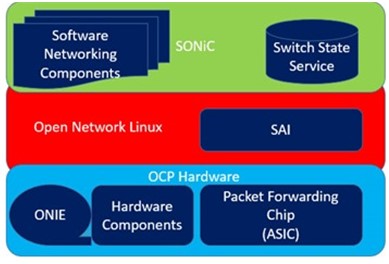 Software
Networking
Components
SONiC
Switch State
Service
Open Network Linux
SAI
OCP Hardware
ONIE
Hardware
Components
Packet Forwarding
Chip
(ASIC)